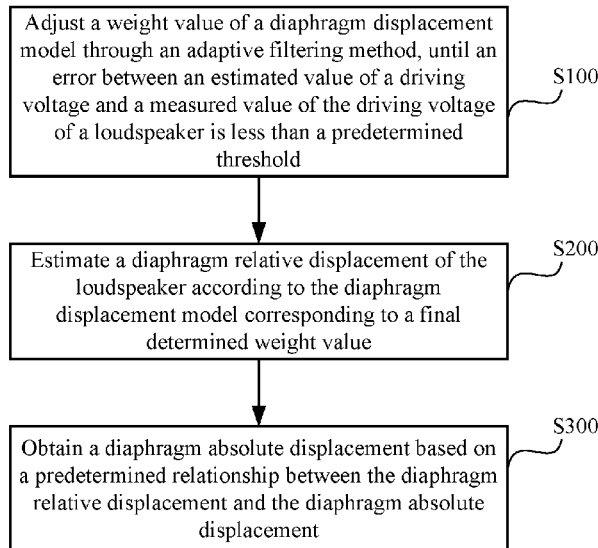 Adjust a weight value of a diaphragm displacement
model through an adaptive filtering method, until an
error between an estimated value of a driving
voltage and a measured value of the driving voltage
of a loudspeaker is less than a predetermined
threshold
S100
Estimate a diaphragm relative displacement of the
loudspeaker according to the diaphragm
displacement model corresponding to a final
determined weight value
S200
Obtain a diaphragm absolute displacement based on
a predetermined relationship between the diaphragm
relative displacement and the diaphragm absolute
displacement
S300